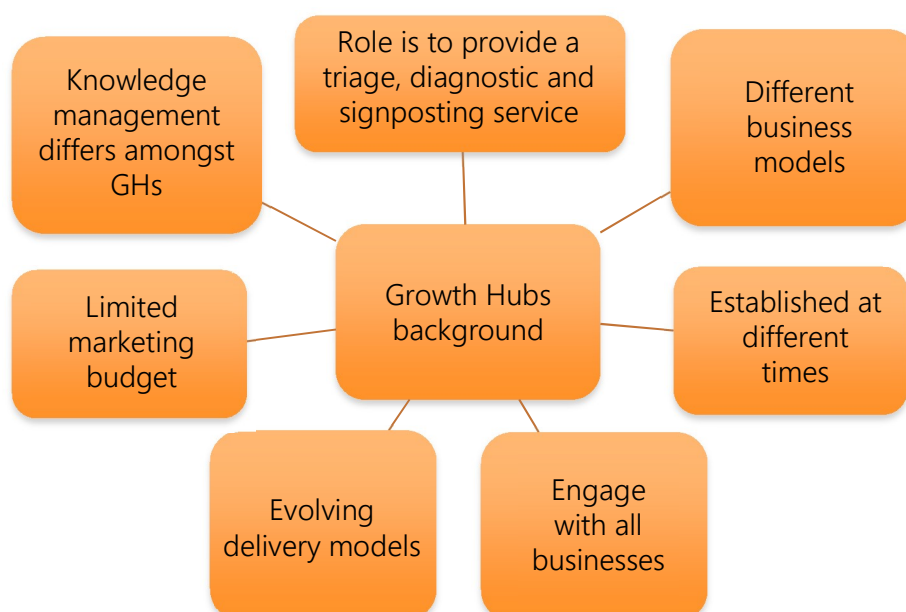 Role is to provide a
triage, diagnostic and
signposting service
Knowledge
management
differs amongst
GHs
Different
business
models
Growth Hubs
background
Limited
marketing
budget
Established at
different
times
Evolving
delivery models
Engage
with all
businesses